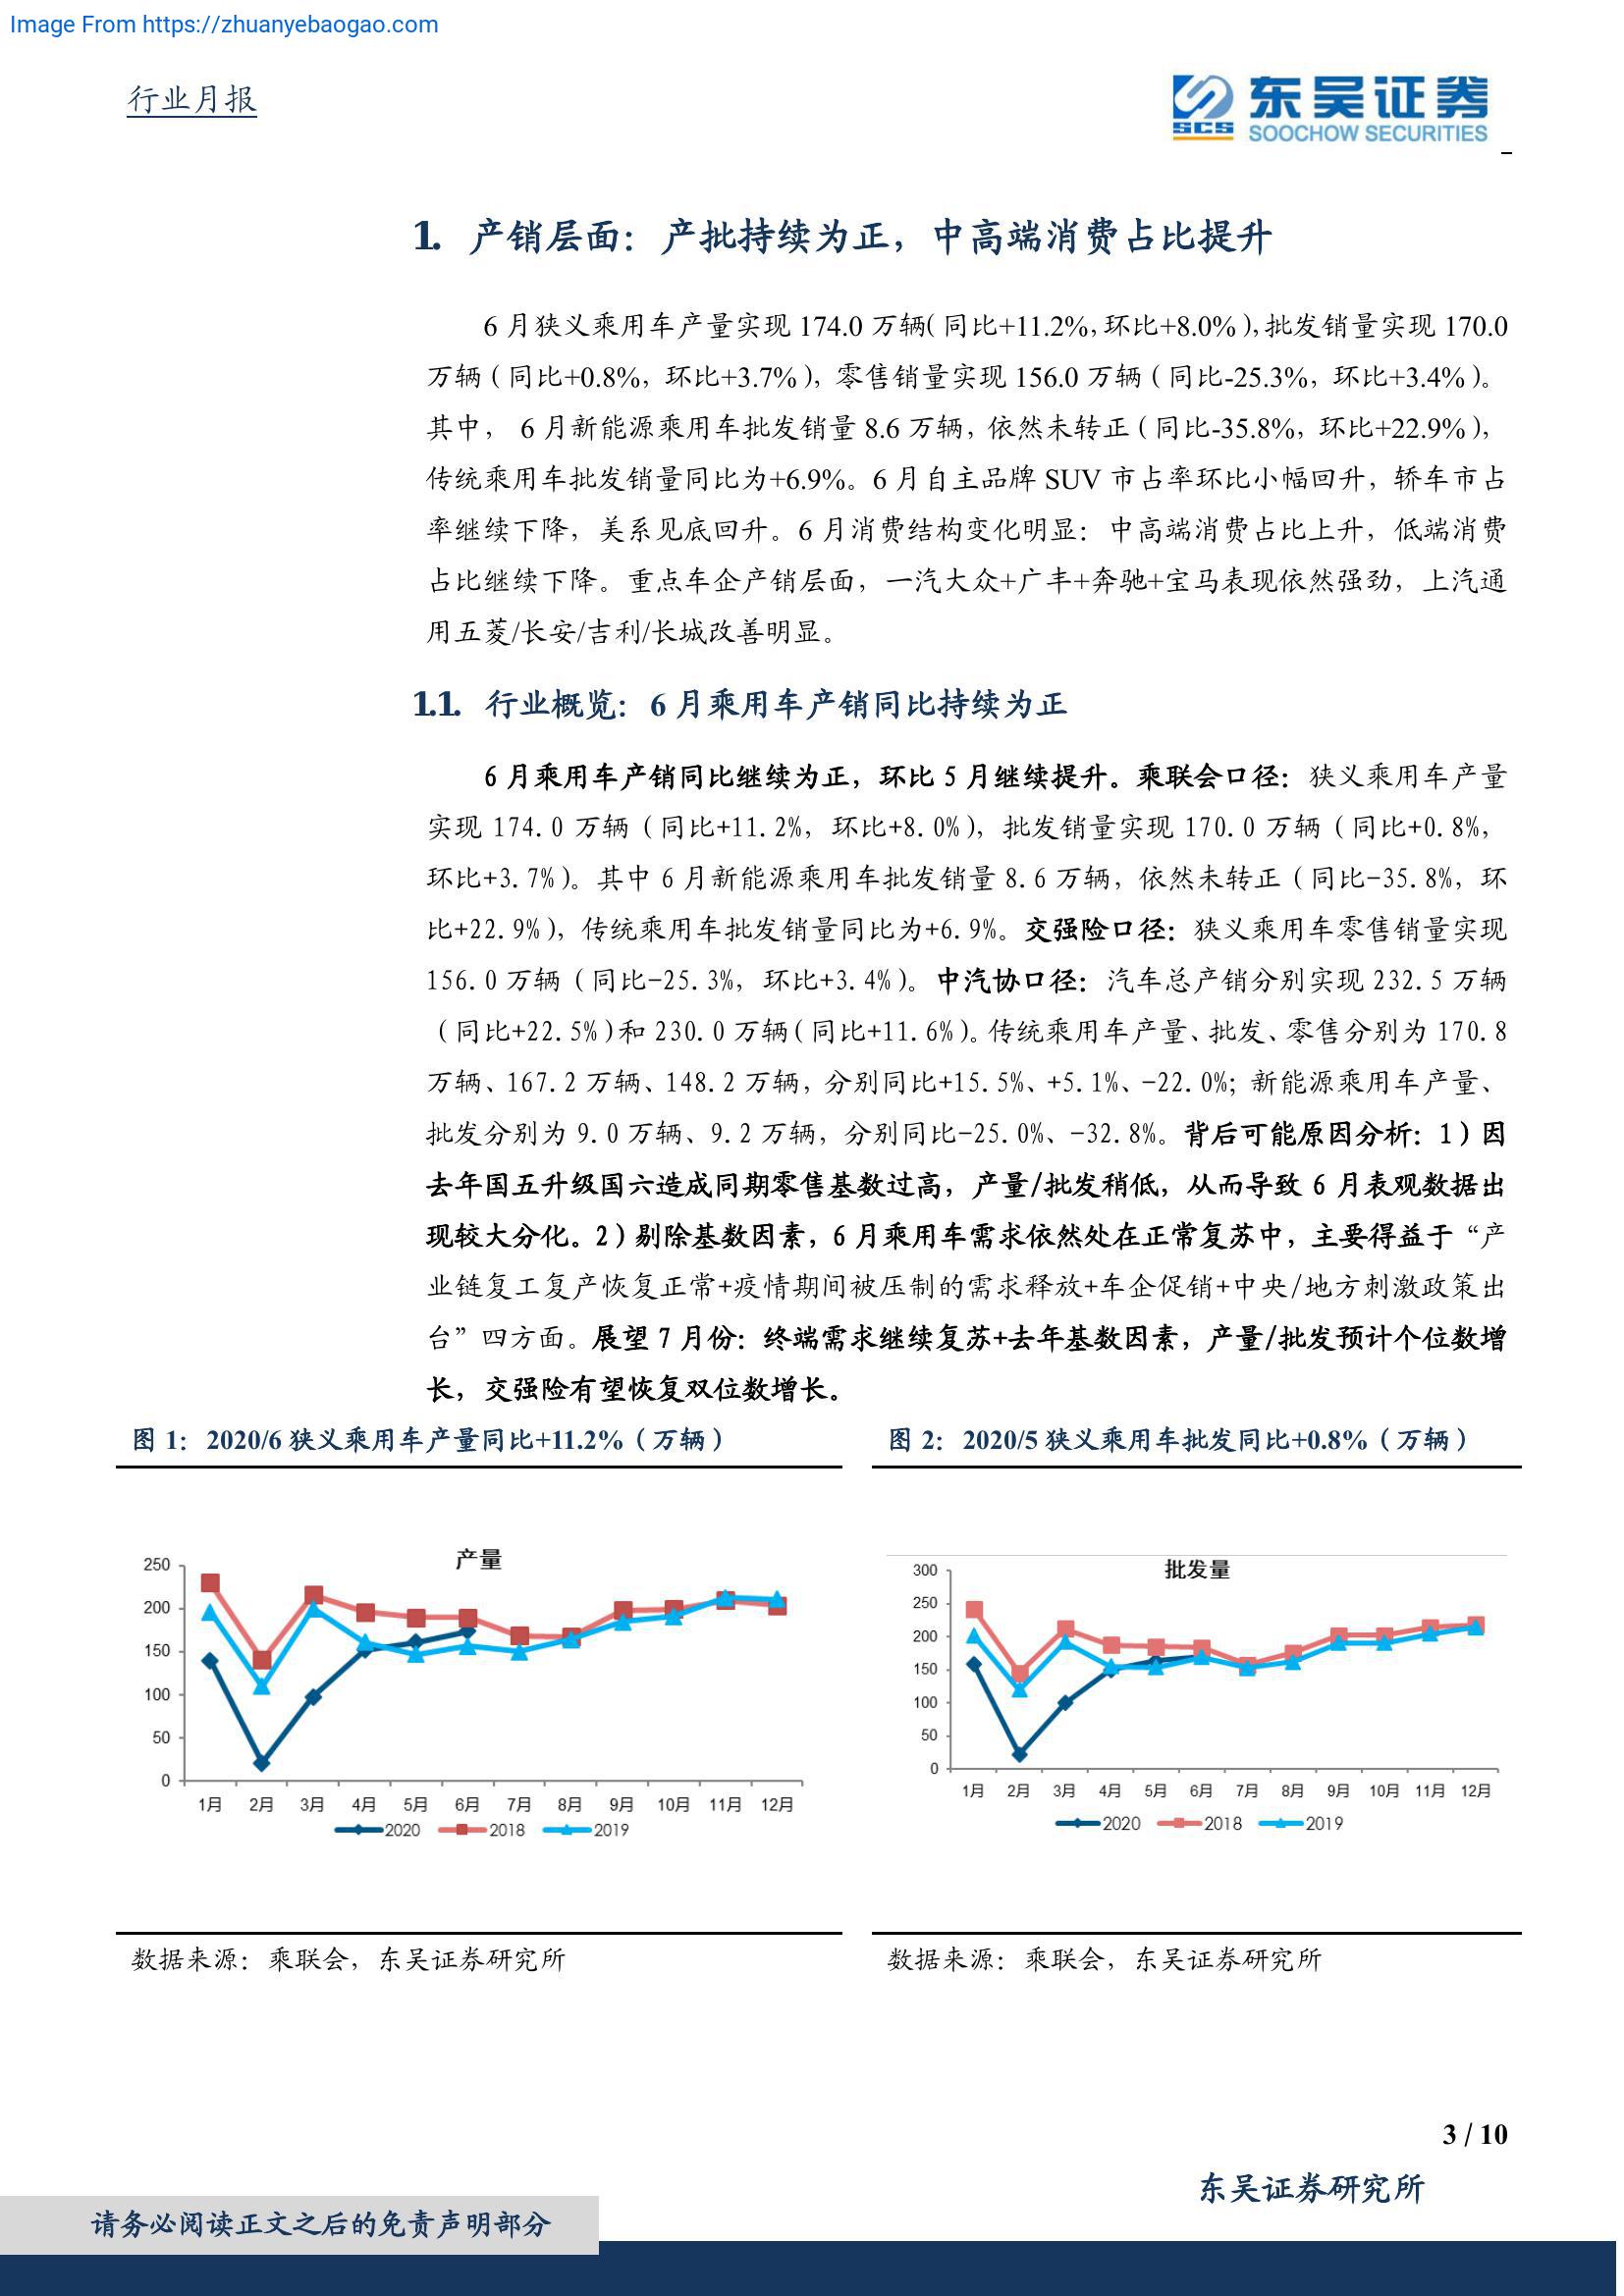 Image From https://zhuanyebaogao.com
行业月报
SCS
东吴证券
SOOCHOW SECURITIES
1. 产销层面：产批持续为正，中高端消费占比提升
6 月狭义乘用车产量实现 174.0 万辆（同比+11.2%，环比+8.0%），批发销量实现 170.0
万辆（同比+0.8%，环比+3.7%），零售销量实现 156.0 万辆（同比-25.3%，环比+3.4%）。
其中， 6 月新能源乘用车批发销量 8.6 万辆，依然未转正（同比-35.8%，环比+22.9%），
传统乘用车批发销量同比为+6.9%。6 月自主品牌 SUV 市占率环比小幅回升，轿车市占
率继续下降，美系见底回升。6 月消费结构变化明显：中高端消费占比上升，低端消费
占比继续下降。重点车企产销层面，一汽大众+广丰+奔驰+宝马表现依然强劲，上汽通
用五菱/长安/吉利/长城改善明显。
1.1. 行业概览：6 月乘用车产销同比持续为正
6 月乘用车产销同比继续为正，环比 5 月继续提升。乘联会口径：狭义乘用车产量
实现 174.0 万辆（同比+11.2%，环比+8.0%），批发销量实现 170.0 万辆（同比+0.8%，
环比+3.7%）。其中 6 月新能源乘用车批发销量 8.6 万辆，依然未转正（同比-35.8%，环
比+22.9%），传统乘用车批发销量同比为+6.9%。交强险口径：狭义乘用车零售销量实现
156.0 万辆（同比-25.3%，环比+3.4%）。中汽协口径：汽车总产销分别实现 232.5 万辆
（同比+22.5%）和 230.0 万辆（同比+11.6%）。传统乘用车产量、批发、零售分别为 170.8
万辆、167.2 万辆、148.2 万辆，分别同比+15.5%、+5.1%、-22.0%；新能源乘用车产量、
批发分别为 9.0 万辆、9.2 万辆，分别同比-25.0%、-32.8%。背后可能原因分析：1）因
去年国五升级国六造成同期零售基数过高，产量/批发稍低，从而导致 6 月表观数据出
现较大分化。2）剔除基数因素，6 月乘用车需求依然处在正常复苏中，主要得益于“产
业链复工复产恢复正常+疫情期间被压制的需求释放+车企促销+中央/地方刺激政策出
台”四方面。展望 7 月份：终端需求继续复苏+去年基数因素，产量/批发预计个位数增
长，交强险有望恢复双位数增长。
图 1：2020/6 狭义乘用车产量同比+11.2%（万辆）
产量
250
200
150
100
50
0
1月 2月 3月 4月 5月 6月 7月 8月 9月 10月 11月 12月
2020 2018 2019
数据来源：乘联会，东吴证券研究所
图 2：2020/5 狭义乘用车批发同比+0.8%（万辆）
批发量
300
250
200
150
100
50
0
1月 2月 3月 4月 5月 6月 7月 8月 9月 10月 11月 12月
2020 2018 2019
数据来源：乘联会，东吴证券研究所
3 / 10
东吴证券研究所
请务必阅读正文之后的免责声明部分